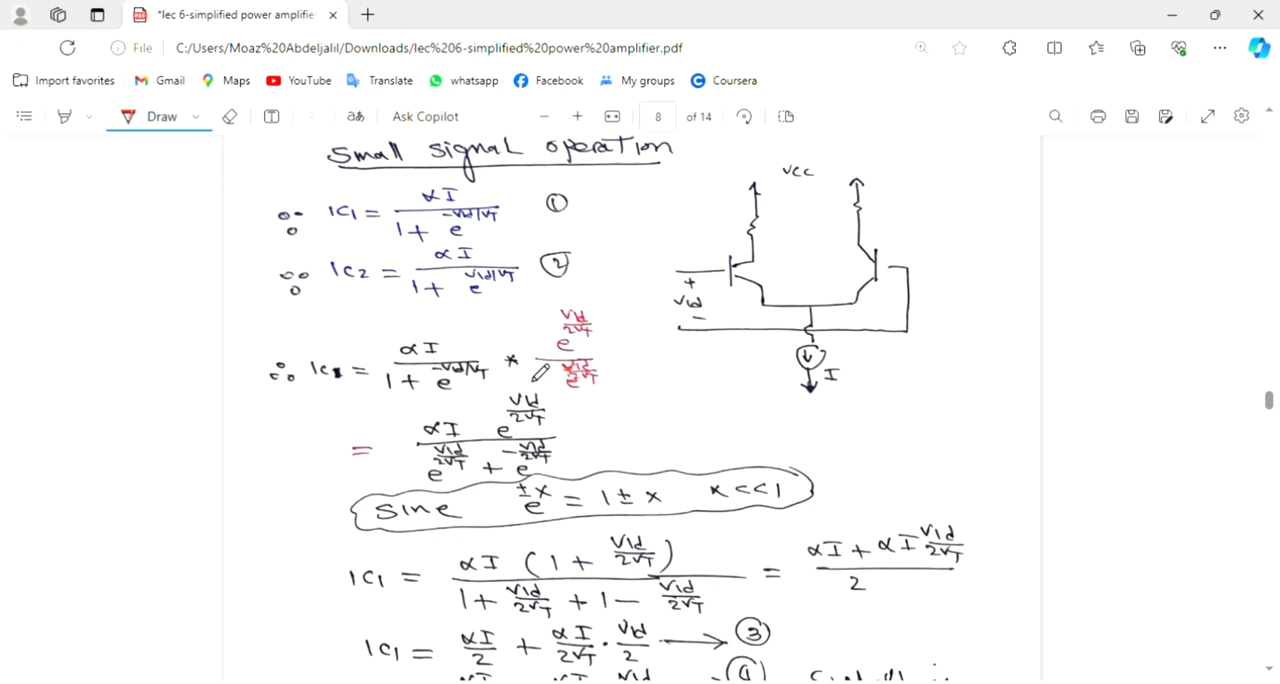 *lec 6-simplified power amplifie
File C:/Users/Moaz%20Abdeljalil/Downloads/lec%206-simplified%20power%20amplifier.pdf
Import favorites Gmail Maps YouTube Translate whatsapp Facebook My groups Coursera
Draw aあ Ask Copilot 8 of 14
Small signal operation
∴ IC1 = αI / (1 + e^(-Vid/VT)) ①
∴ IC2 = αI / (1 + e^(Vid/VT)) ②
VCC
+
Vid
-
I
∴ IC1 = αI / (1 + e^(-Vid/VT)) * e^(Vid/2VT) / e^(Vid/2VT)
= αI e^(Vid/2VT) / (e^(Vid/2VT) + e^(-Vid/2VT))
Sine e^(±x) = 1 ± x x << 1
IC1 = αI (1 + Vid/2VT) / (1 + Vid/2VT + 1 - Vid/2VT) = (αI + αI Vid/2VT) / 2
IC1 = αI/2 + αI/2VT · Vid/2 → ③